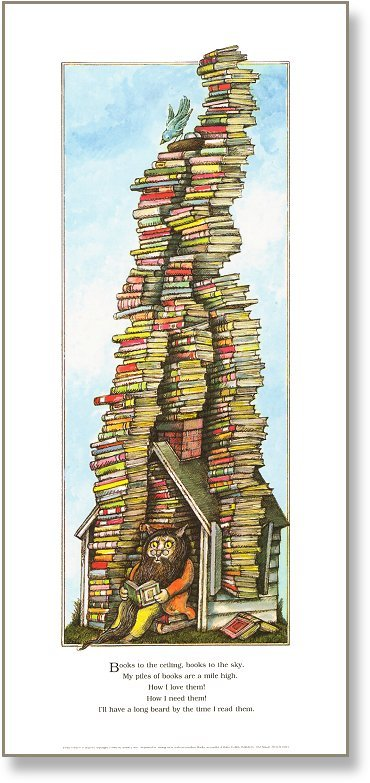 Books to the ceiling, books to the sky.
My piles of books are a mile high.
How I love them!
How I need them!
I'll have a long beard by the time I read them.